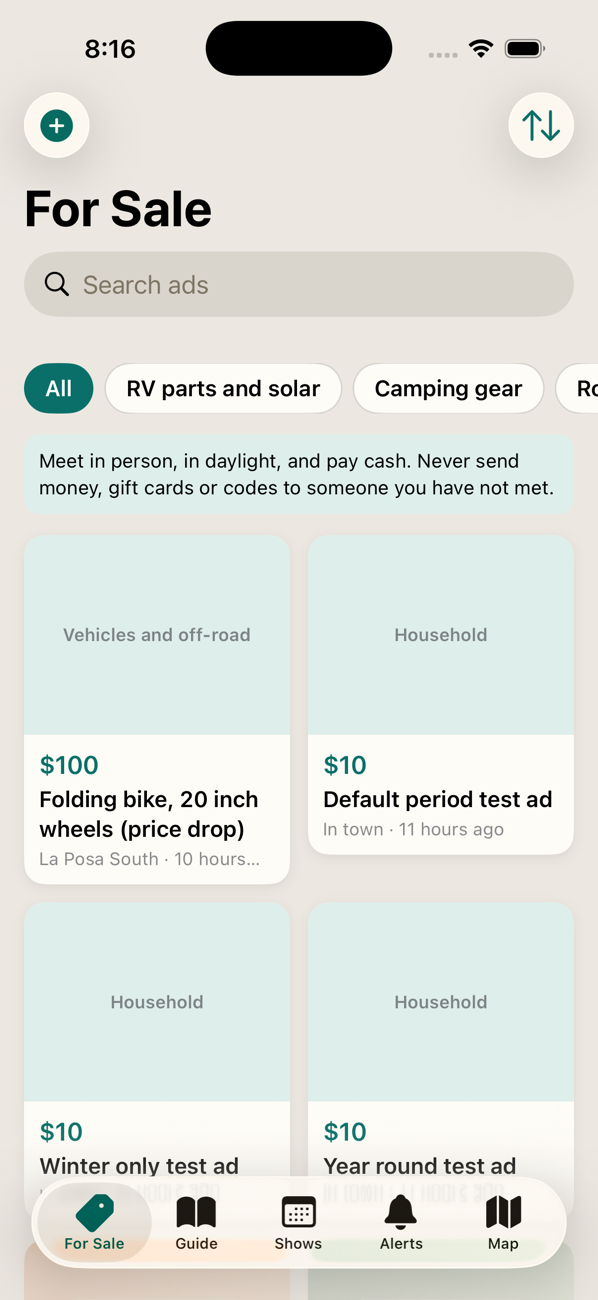 8:16
For Sale
Search ads
All
RV parts and solar
Camping gear
Meet in person, in daylight, and pay cash. Never send
money, gift cards or codes to someone you have not met.
Vehicles and off-road
$100
Folding bike, 20 inch
wheels (price drop)
La Posa South · 10 hours...
Household
$10
Default period test ad
In town · 11 hours ago
Household
$10
Winter only test ad
Household
$10
Year round test ad
For Sale
Guide
Shows
Alerts
Map